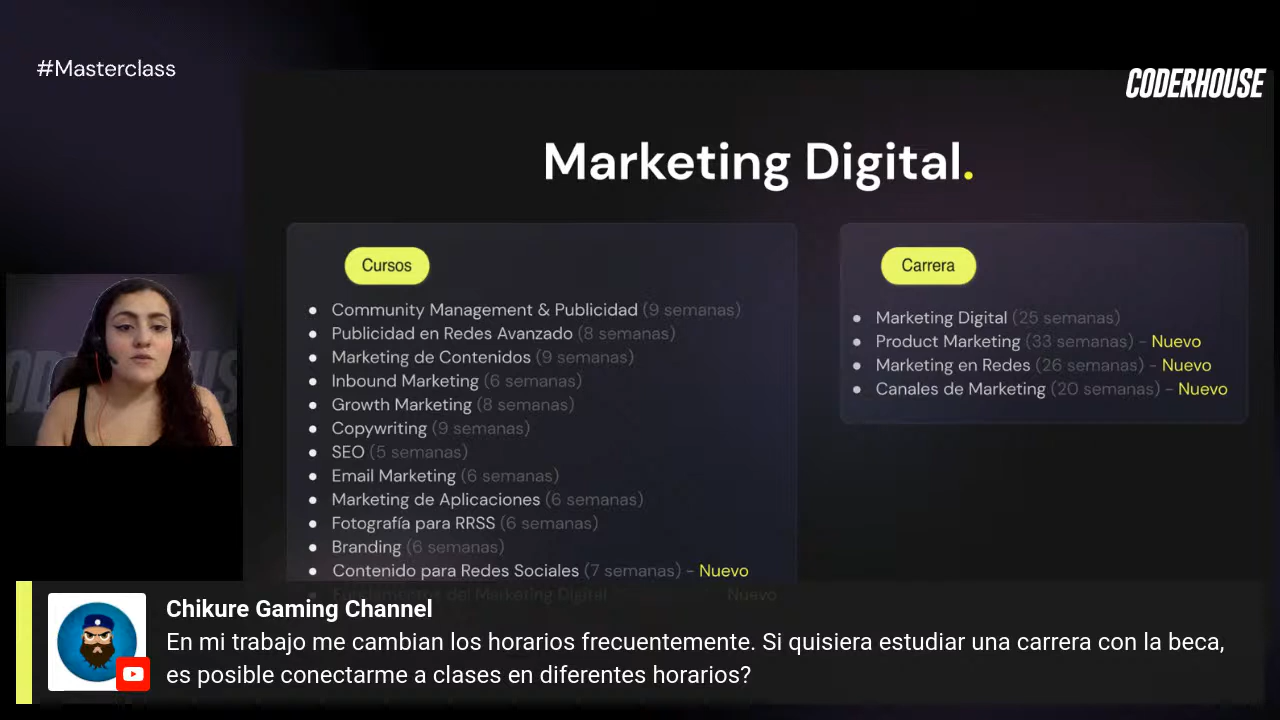 #Masterclass
CODERHOUSE
Marketing Digital.
Cursos
Community Management & Publicidad (9 semanas)
Publicidad en Redes Avanzado (8 semanas)
Marketing de Contenidos (9 semanas)
Inbound Marketing (6 semanas)
Growth Marketing (8 semanas)
Copywriting (9 semanas)
SEO (5 semanas)
Email Marketing (6 semanas)
Marketing de Aplicaciones (6 semanas)
Fotografía para RRSS (6 semanas)
Branding (6 semanas)
Contenido para Redes Sociales (7 semanas) - Nuevo
Fundamentos del Marketing Digital Nuevo
Carrera
Marketing Digital (25 semanas)
Product Marketing (33 semanas) - Nuevo
Marketing en Redes (26 semanas) - Nuevo
Canales de Marketing (20 semanas) - Nuevo
Chikure Gaming Channel
En mi trabajo me cambian los horarios frecuentemente. Si quisiera estudiar una carrera con la beca,
es posible conectarme a clases en diferentes horarios?